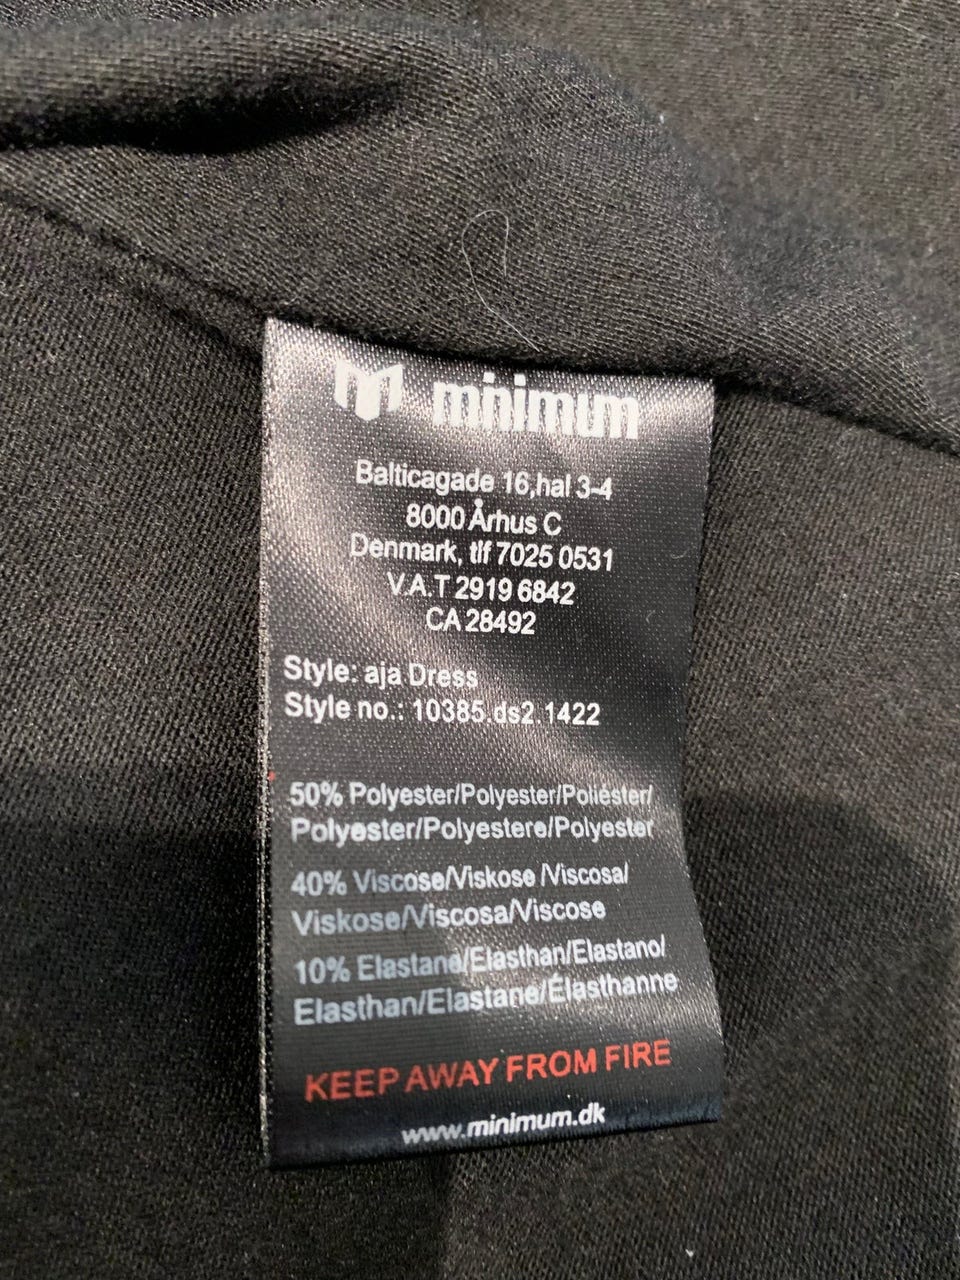 minimum
Balticagade 16,hal 3-4
8000 Århus C
Denmark, tlf 7025 0531
V.A.T 2919 6842
CA 28492
Style: aja Dress
Style no.: 10385.ds2.1422
50% Polyester/Polyester/Poliéster/
Polyester/Polyestere/Polyester
40% Viscose/Viskose /Viscosa/
Viskose/Viscosa/Viscose
10% Elastane/Elasthan/Elastano/
Elasthan/Elastane/Élasthanne
KEEP AWAY FROM FIRE
www.minimum.dk